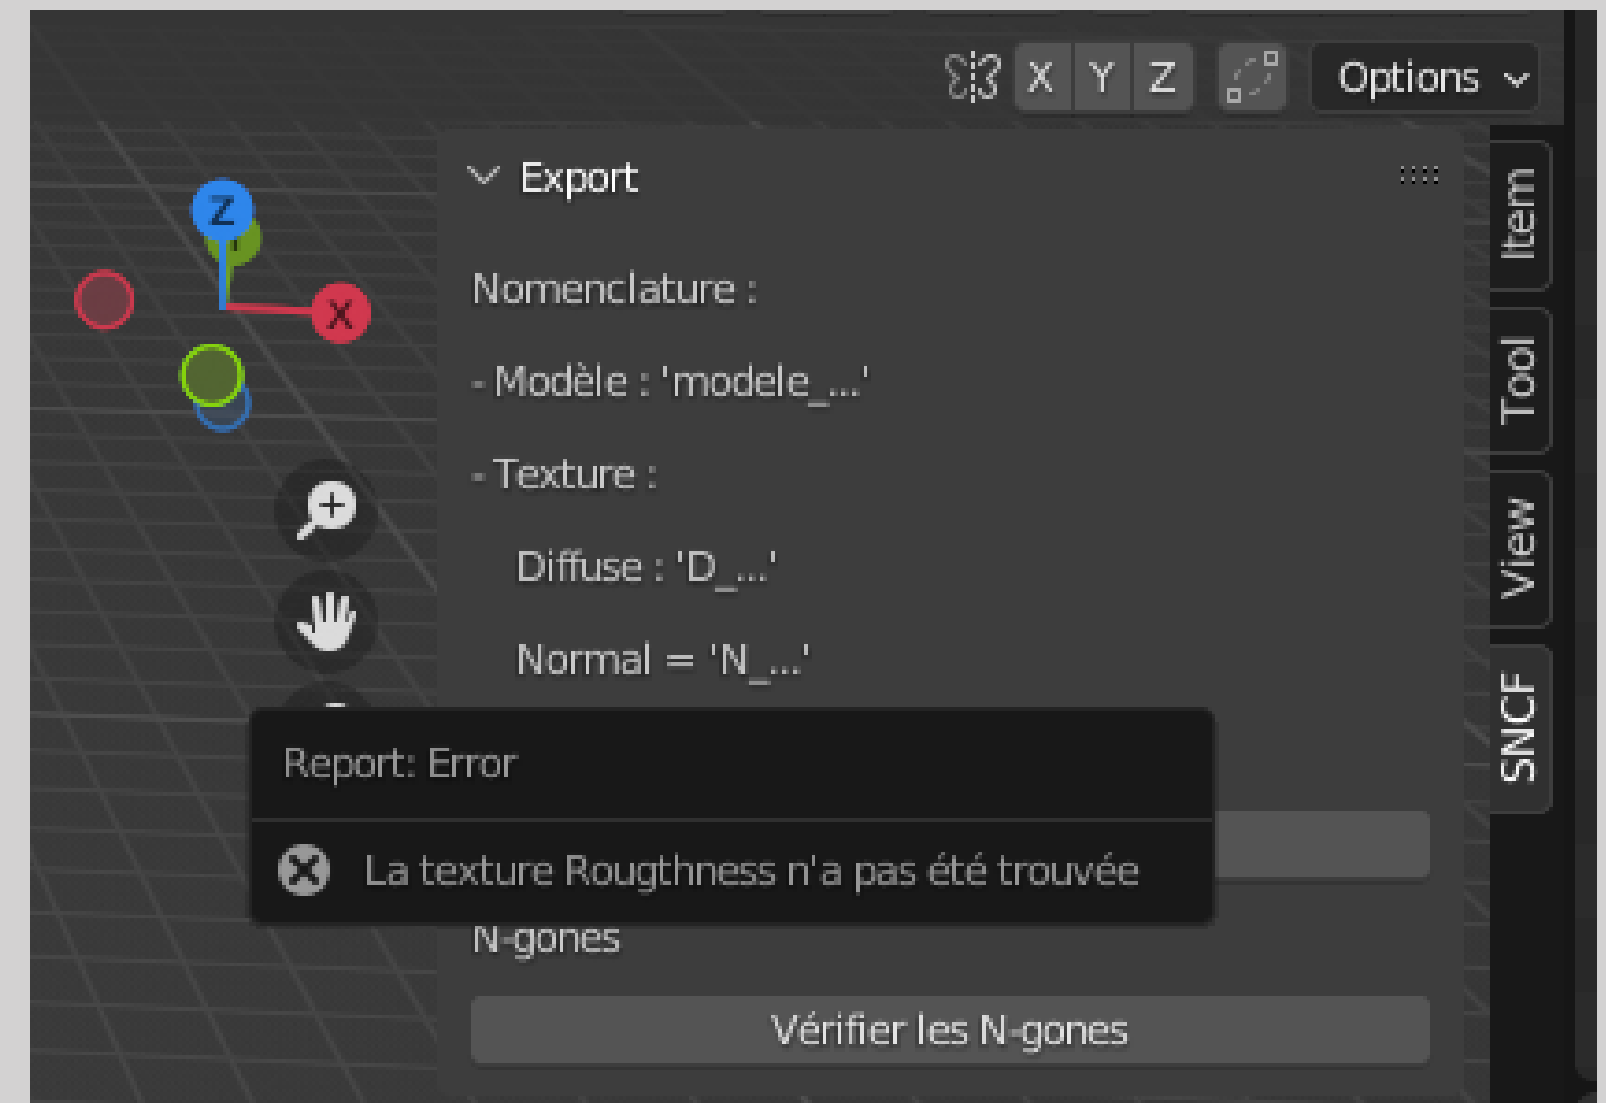 X Y Z
Options
Export
Nomenclature :
- Modèle : 'modele_...'
- Texture :
Diffuse : 'D_...'
Normal = 'N_...'
Report: Error
La texture Rougthness n'a pas été trouvée
N-gones
Vérifier les N-gones
Z
X
Item
Tool
View
SNCF